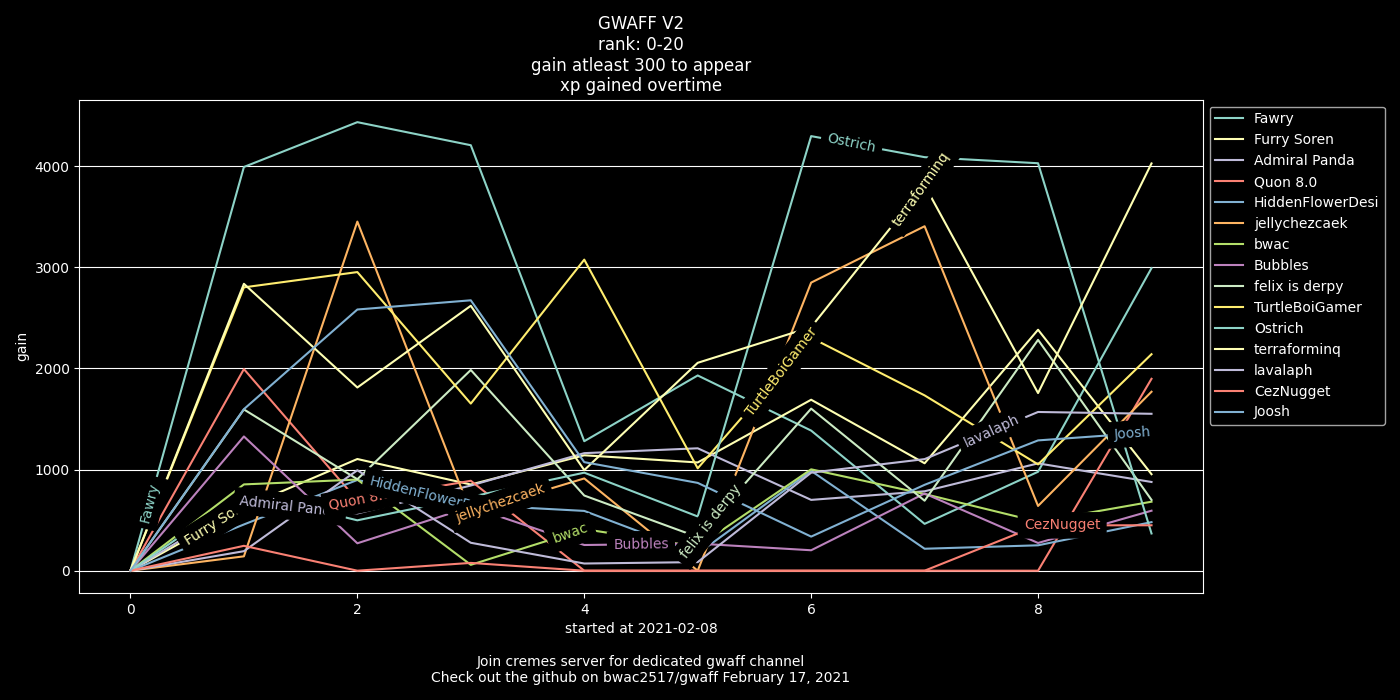 GWAFF V2
rank: 0-20
gain atleast 300 to appear
xp gained overtime
gain
4000
3000
2000
1000
0
0
2
4
6
8
started at 2021-02-08
Join cremes server for dedicated gwaff channel
Check out the github on bwac2517/gwaff February 17, 2021
Fawry
Furry Soren
Admiral Panda
Quon 8.0
HiddenFlowerDesi
jellychezcaek
bwac
Bubbles
felix is derpy
TurtleBoiGamer
Ostrich
terraforminq
lavalaph
CezNugget
Joosh
Fawry
Furry So
Admiral Pan
Quon 8.
HiddenFlower
jellychezcaek
bwac
Bubbles
felix is derpy
TurtleBoiGamer
Ostrich
terraforminq
lavalaph
CezNugget
Joosh